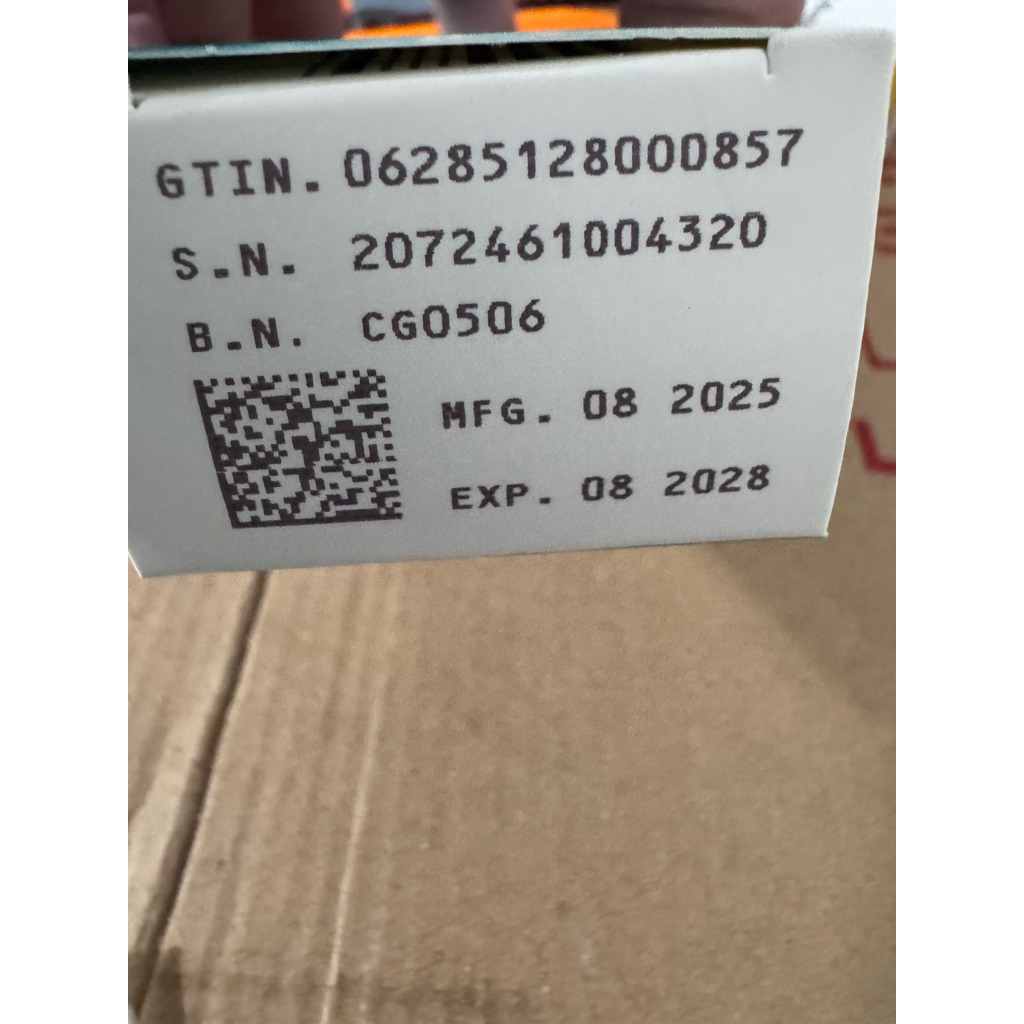 GTIN. 06285128000857
S.N. 2072461004320
B.N. CG0506
MFG. 08 2025
EXP. 08 2028